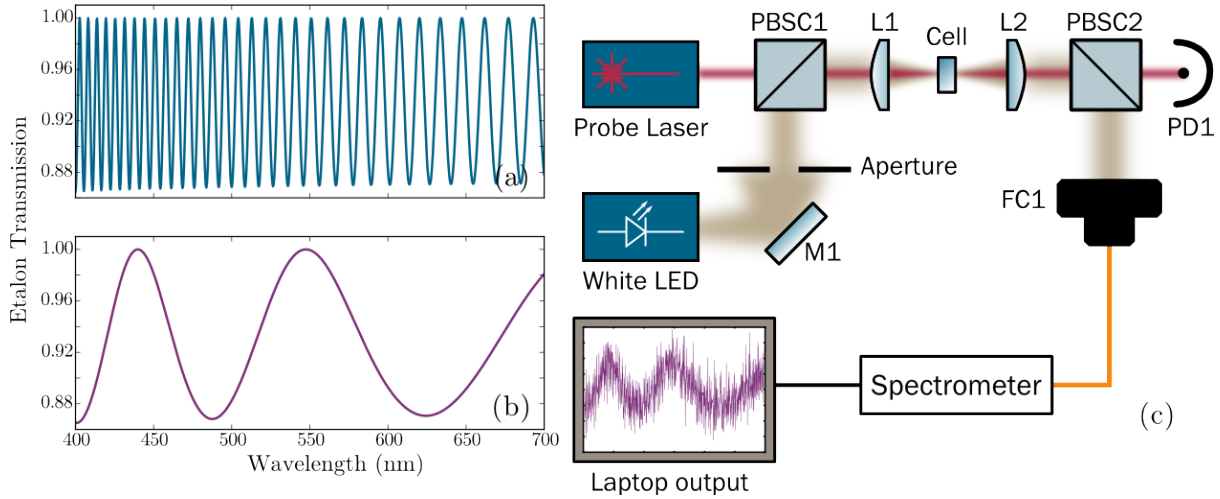 Etalon Transmission
1.00
0.96
0.92
0.88
(a)
1.00
0.96
0.92
0.88
(b)
400 450 500 550 600 650 700
Wavelength (nm)
PBSC1 L1 Cell L2 PBSC2
Probe Laser
PD1
Aperture
FC1
White LED
M1
Spectrometer
(c)
Laptop output